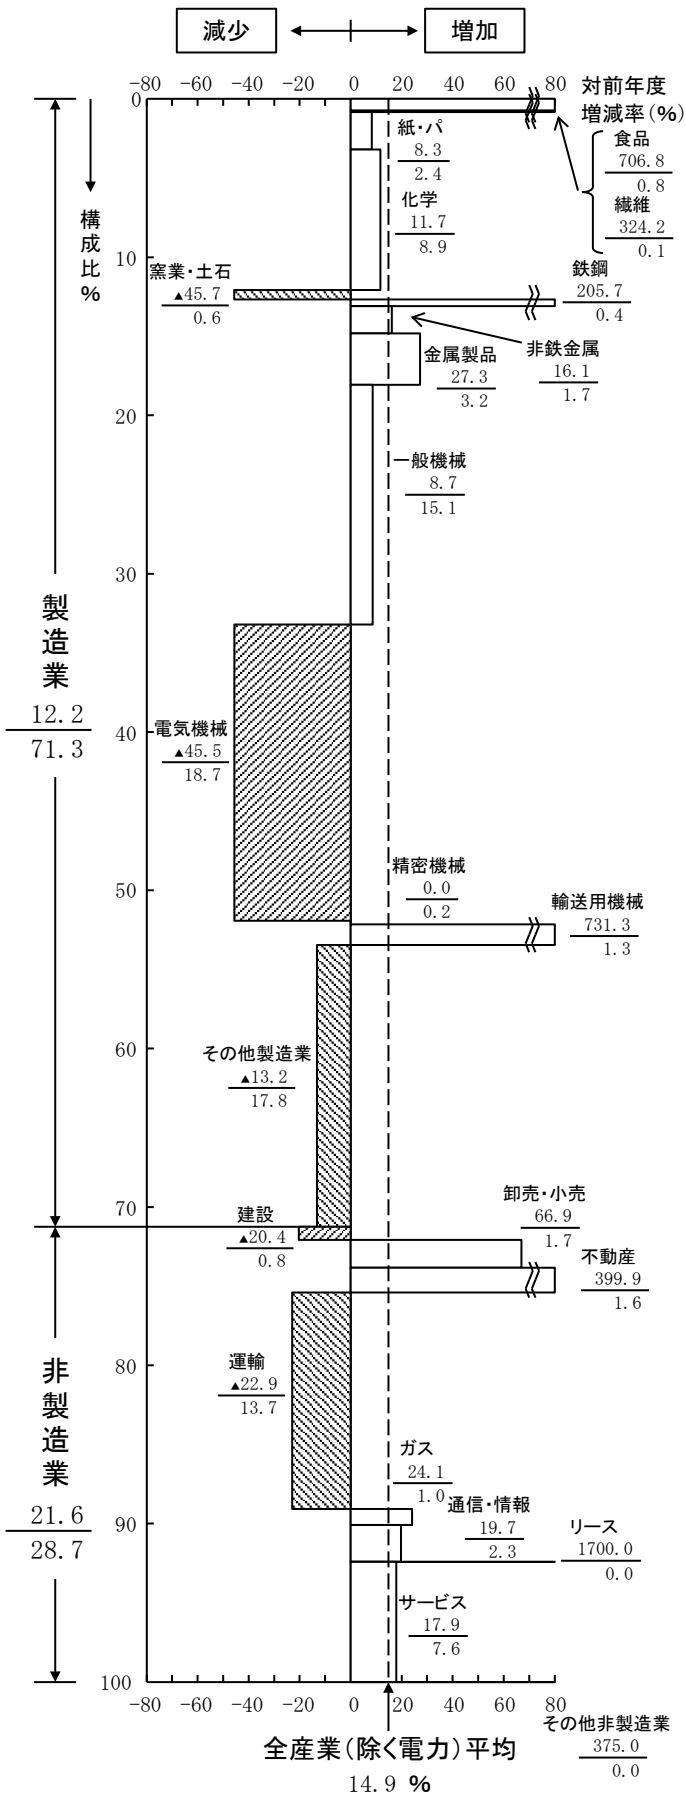 減少
増加
-80 -60 -40 -20 0 20 40 60 80
対前年度
増減率(%)
0
紙・パ
8.3
2.4
食品
706.8
0.8
繊維
324.2
0.1
構成比%
化学
11.7
8.9
10
窯業・土石
▲45.7
0.6
鉄鋼
205.7
0.4
非鉄金属
16.1
1.7
金属製品
27.3
3.2
20
一般機械
8.7
15.1
30
製造業
12.2
71.3
40
電気機械
▲45.5
18.7
50
精密機械
0.0
0.2
輸送用機械
731.3
1.3
60
その他製造業
▲13.2
17.8
70
建設
▲20.4
0.8
卸売・小売
66.9
1.7
不動産
399.9
1.6
80
運輸
▲22.9
13.7
非製造業
21.6
28.7
ガス
24.1
1.0
90
通信・情報
19.7
2.3
リース
1700.0
0.0
サービス
17.9
7.6
100
-80 -60 -40 -20 0 20 40 60 80
その他非製造業
375.0
0.0
全産業(除く電力)平均
14.9 %